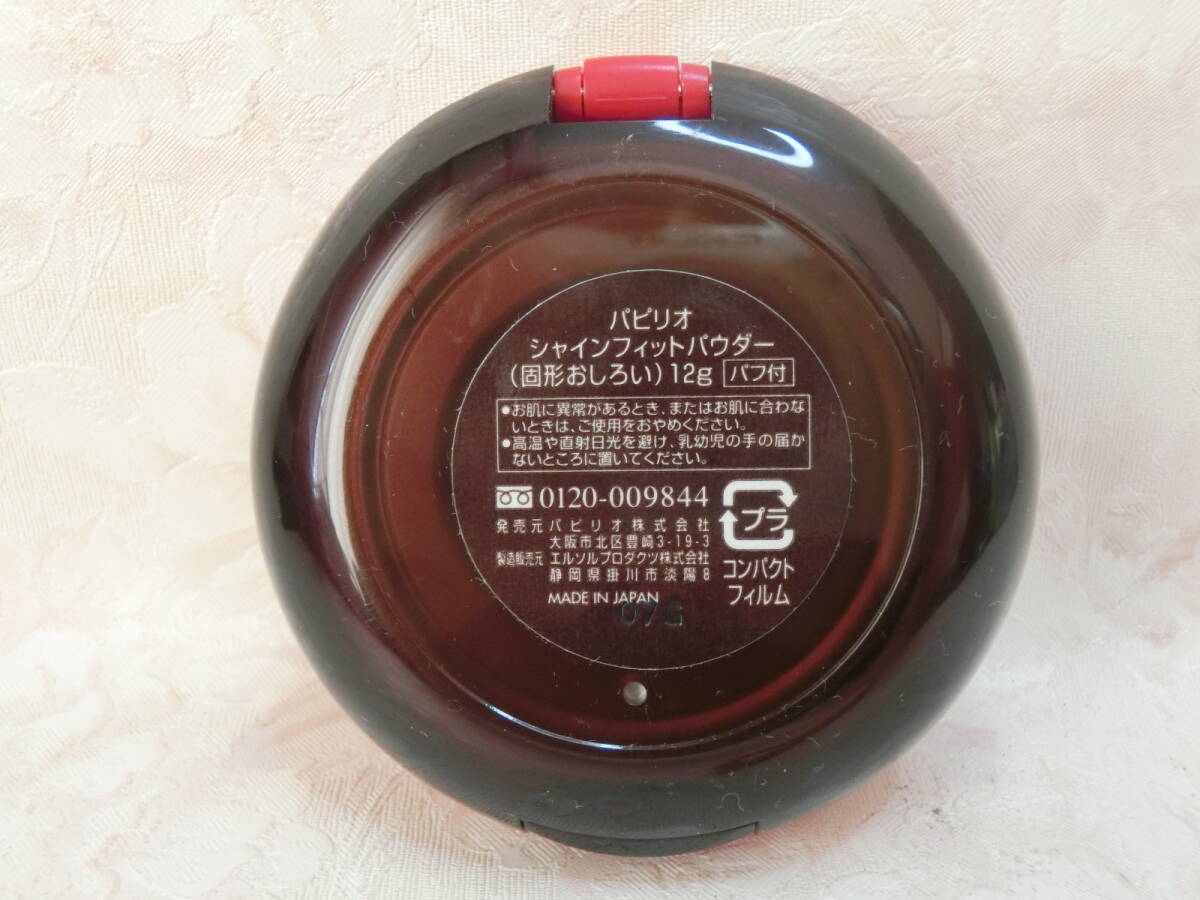 パピリオ
シャインフィットパウダー
(固形おしろい)12g パフ付
●お肌に異常があるとき、またはお肌に合わな
いときは、ご使用をおやめください。
●高温や直射日光を避け、乳幼児の手の届か
ないところに置いてください。
0120-009844
発売元 パピリオ株式会社
大阪市北区豊崎3-19-3
製造販売元 エルソルプロダクツ株式会社
静岡県掛川市淡陽8
MADE IN JAPAN
07G
プラ
コンパクト
フィルム